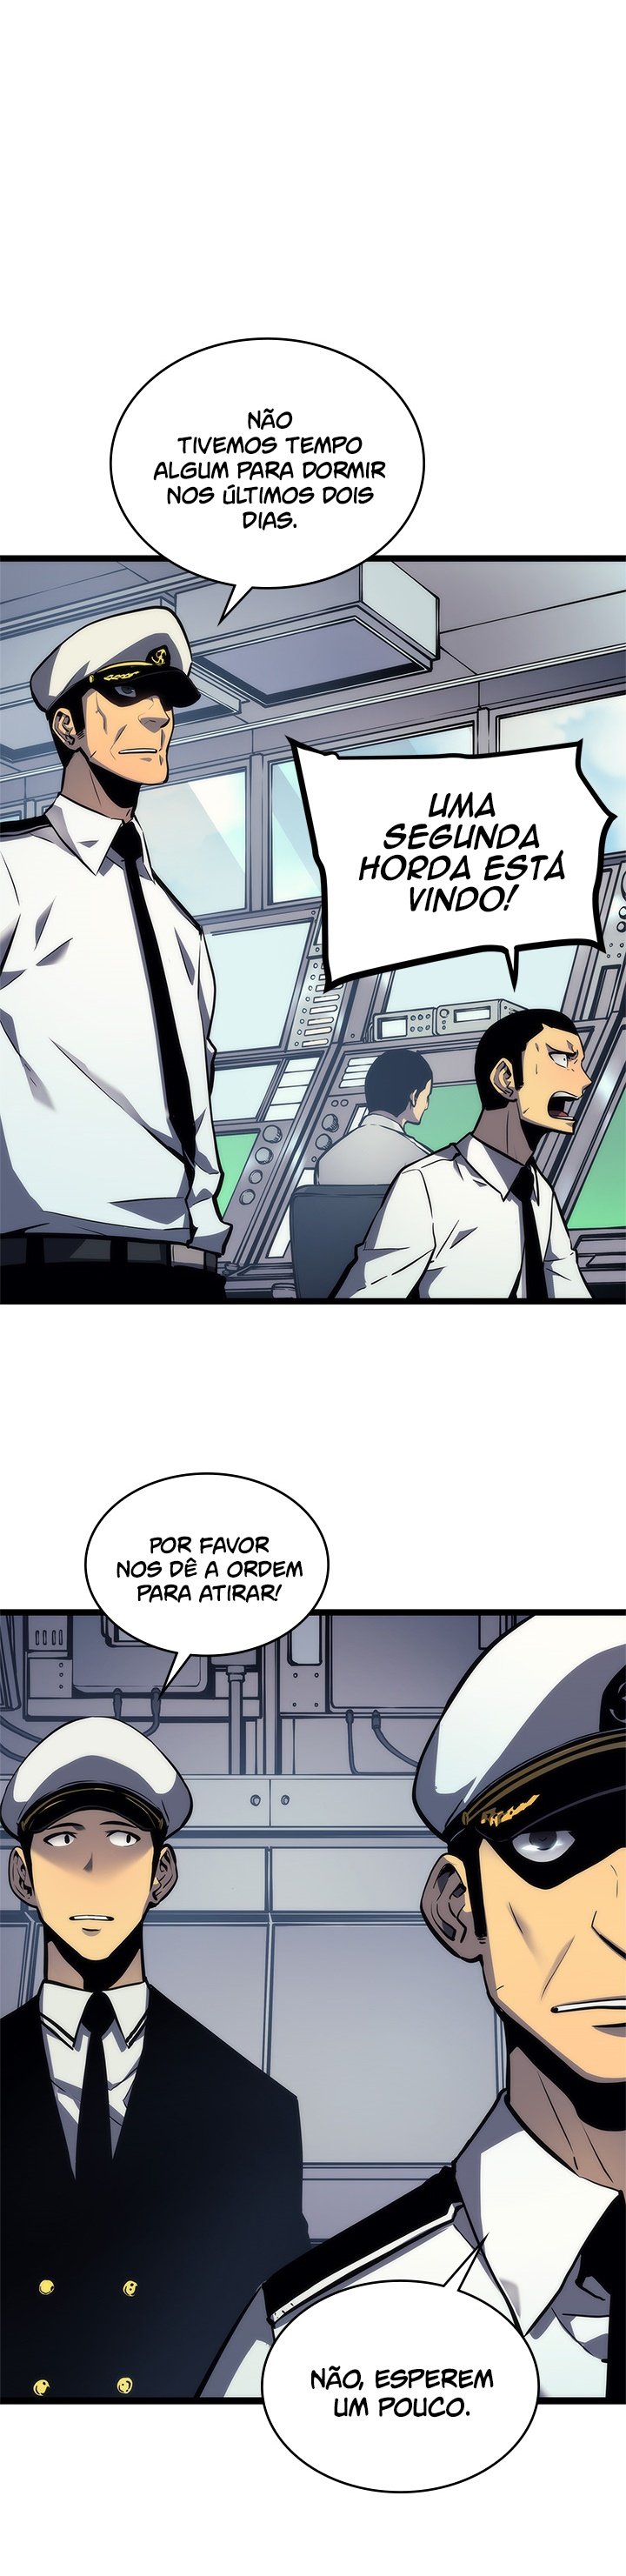 NÃO
TIVEMOS TEMPO
ALGUM PARA DORMIR
NOS ÚLTIMOS DOIS
DIAS.
UMA
SEGUNDA
HORDA ESTÁ
VINDO!
POR FAVOR
NOS DÊ A ORDEM
PARA ATIRAR!
NÃO, ESPEREM
UM POUCO.